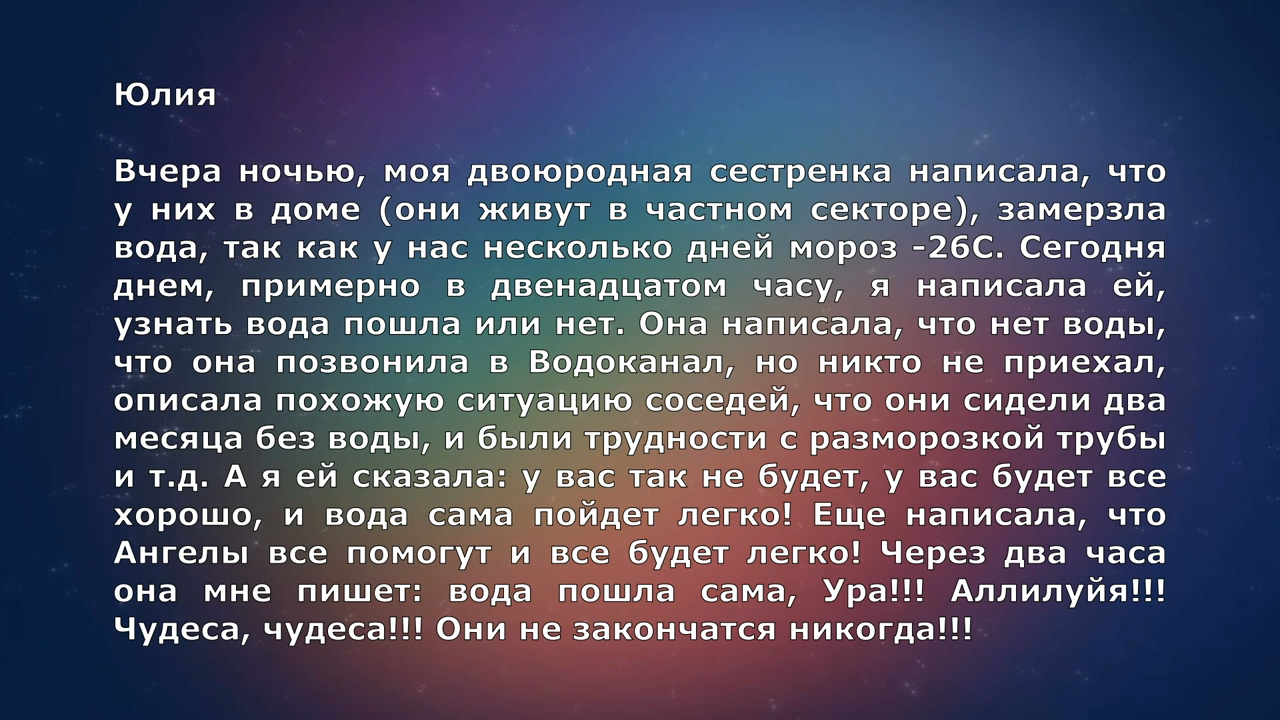 Юлия
Вчера ночью, моя двоюродная сестренка написала, что
у них в доме (они живут в частном секторе), замерзла
вода, так как у нас несколько дней мороз -26С. Сегодня
днем, примерно в двенадцатом часу, я написала ей,
узнать вода пошла или нет. Она написала, что нет воды,
что она позвонила в Водоканал, но никто не приехал,
описала похожую ситуацию соседей, что они сидели два
месяца без воды, и были трудности с разморозкой трубы
и т.д. А я ей сказала: у вас так не будет, у вас будет все
хорошо, и вода сама пойдет легко! Еще написала, что
Ангелы все помогут и все будет легко! Через два часа
она мне пишет: вода пошла сама, Ура!!! Аллилуйя!!!
Чудеса, чудеса!!! Они не закончатся никогда!!!